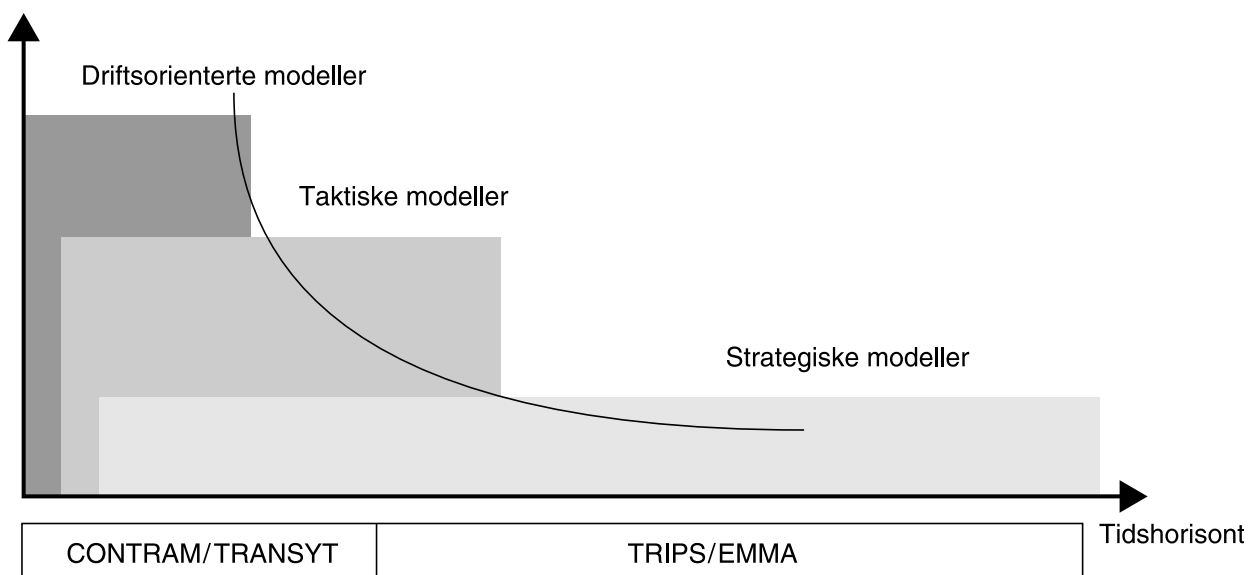 Driftsorienterte modeller
Taktiske modeller
Strategiske modeller
Tidshorisont
CONTRAM/TRANSYT
TRIPS/EMMA